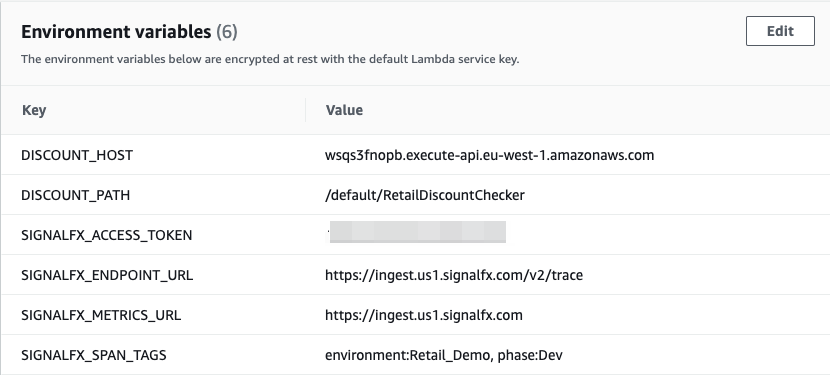 Environment variables (6)
Edit
The environment variables below are encrypted at rest with the default Lambda service key.
Key Value
DISCOUNT_HOST wsqs3fnopb.execute-api.eu-west-1.amazonaws.com
DISCOUNT_PATH /default/RetailDiscountChecker
SIGNALFX_ACCESS_TOKEN
SIGNALFX_ENDPOINT_URL https://ingest.us1.signalfx.com/v2/trace
SIGNALFX_METRICS_URL https://ingest.us1.signalfx.com
SIGNALFX_SPAN_TAGS environment:Retail_Demo, phase:Dev